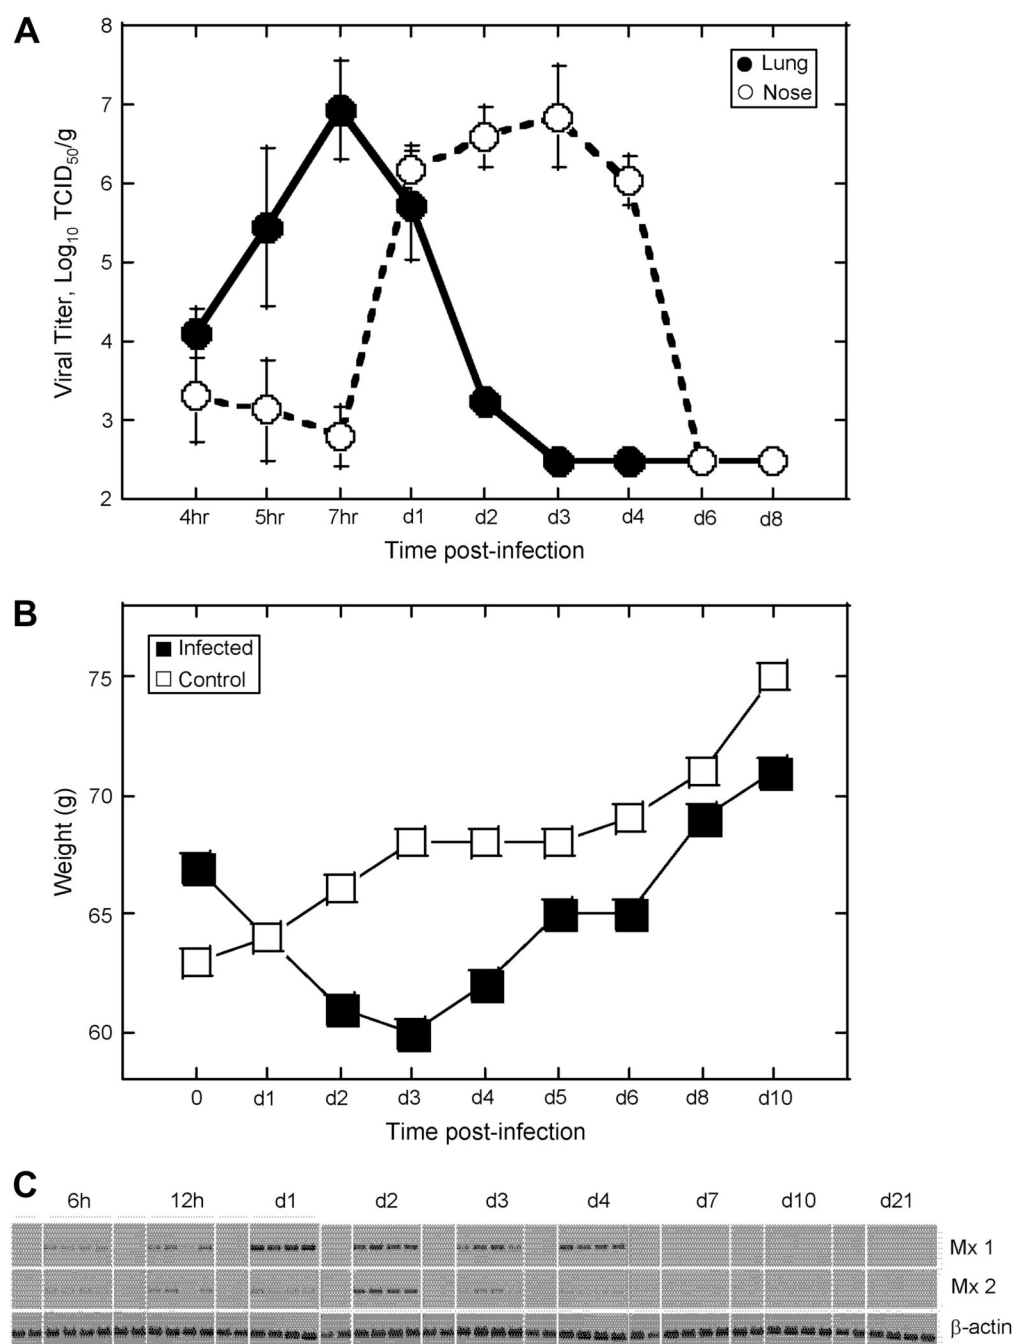 A
8
7
6
5
4
3
2
Viral Titer, Log10 TCID50/g
Lung
Nose
4hr 5hr 7hr d1 d2 d3 d4 d6 d8
Time post-infection
B
75
70
65
60
Weight (g)
Infected
Control
0 d1 d2 d3 d4 d5 d6 d8 d10
Time post-infection
C
6h 12h d1 d2 d3 d4 d7 d10 d21
Mx 1
Mx 2
β-actin